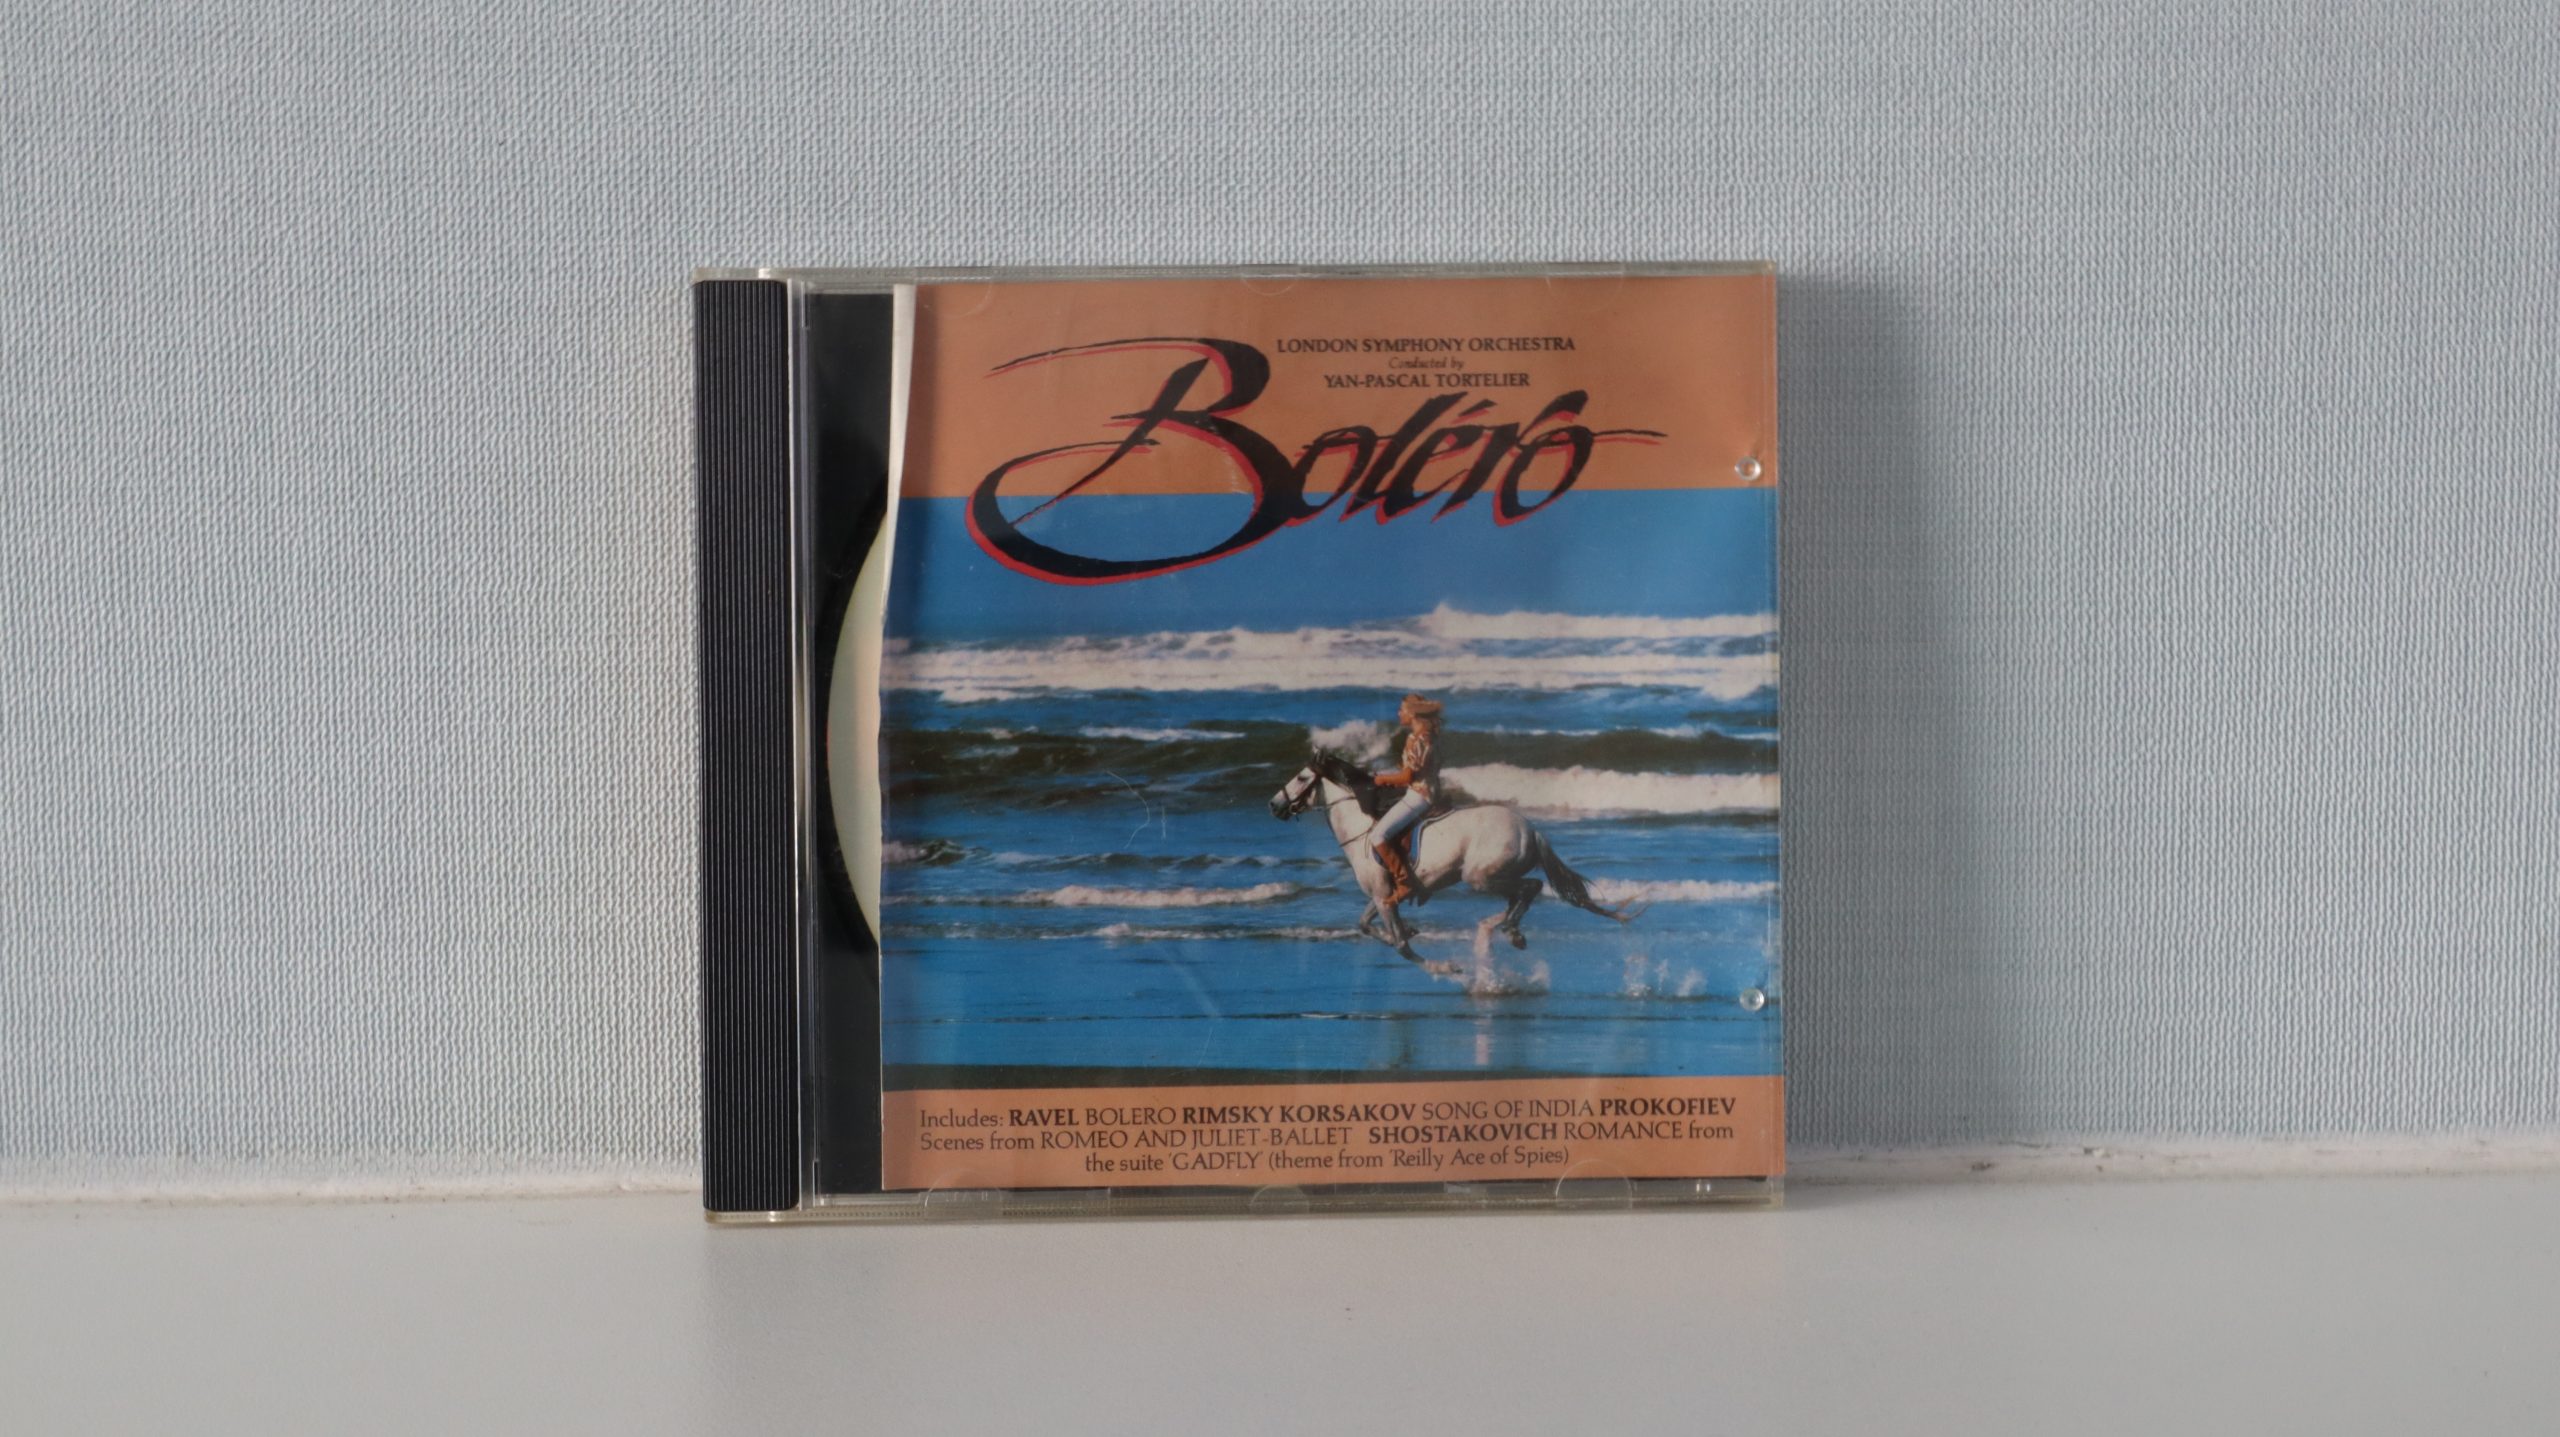 LONDON SYMPHONY ORCHESTRA
Conducted by
YAN-PASCAL TORTELIER
Boléro
Includes: RAVEL BOLERO RIMSKY KORSAKOV SONG OF INDIA PROKOFIEV
Scenes from ROMEO AND JULIET-BALLET SHOSTAKOVICH ROMANCE from
the suite 'GADFLY' (theme from 'Reilly Ace of Spies)